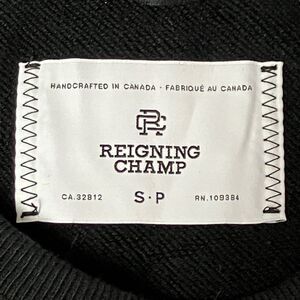 HANDCRAFTED IN CANADA · FABRIQUÉ AU CANADA
RC
REIGNING
CHAMP
CA.32812 S·P RN.109384